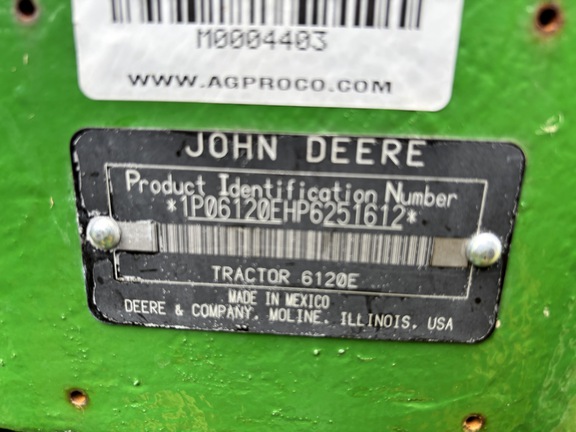 M0004403
WWW.AGPROCO.COM
JOHN DEERE
Product Identification Number
*1P06120EHP6251612*
TRACTOR 6120E
MADE IN MEXICO
DEERE & COMPANY, MOLINE, ILLINOIS, USA